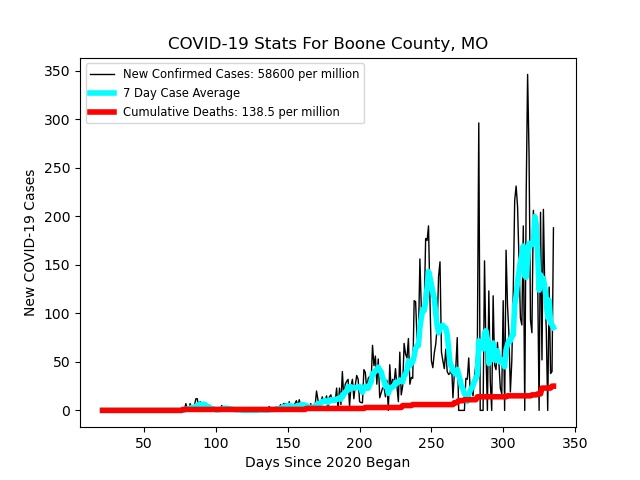 COVID-19 Stats For Boone County, MO
New Confirmed Cases: 58600 per million
7 Day Case Average
Cumulative Deaths: 138.5 per million
New COVID-19 Cases
350
300
250
200
150
100
50
0
50 100 150 200 250 300 350
Days Since 2020 Began